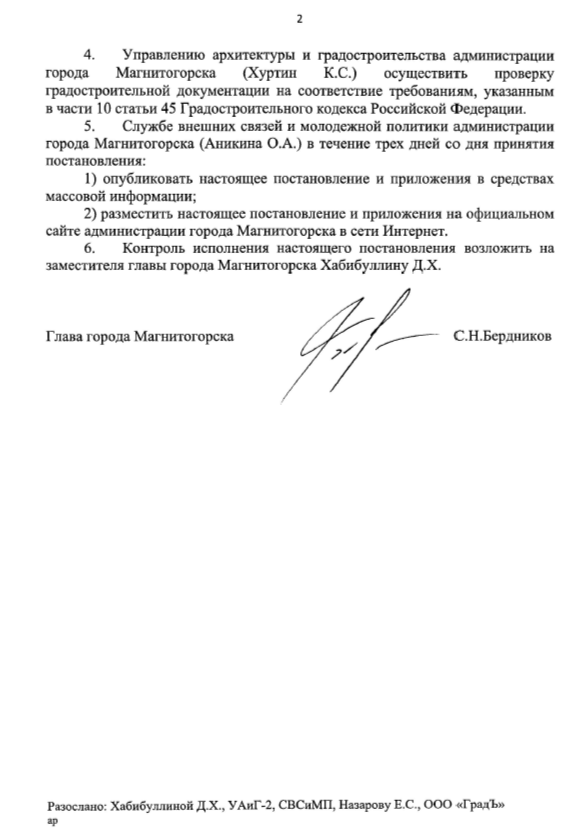 2
4. Управлению архитектуры и градостроительства администрации
города Магнитогорска (Хуртин К.С.) осуществить проверку
градостроительной документации на соответствие требованиям, указанным
в части 10 статьи 45 Градостроительного кодекса Российской Федерации.
5. Службе внешних связей и молодежной политики администрации
города Магнитогорска (Аникина О.А.) в течение трех дней со дня принятия
постановления:
1) опубликовать настоящее постановление и приложения в средствах
массовой информации;
2) разместить настоящее постановление и приложения на официальном
сайте администрации города Магнитогорска в сети Интернет.
6. Контроль исполнения настоящего постановления возложить на
заместителя главы города Магнитогорска Хабибуллину Д.Х.
Глава города Магнитогорска С.Н.Бердников
Разослано: Хабибуллиной Д.Х., УАиГ-2, СВСиМП, Назарову Е.С., ООО «ГрадЪ»
ар